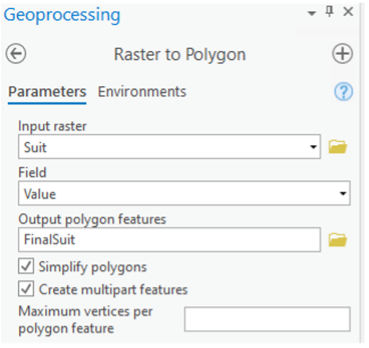 Geoprocessing
Raster to Polygon
Parameters Environments
Input raster
Suit
Field
Value
Output polygon features
FinalSuit
Simplify polygons
Create multipart features
Maximum vertices per
polygon feature